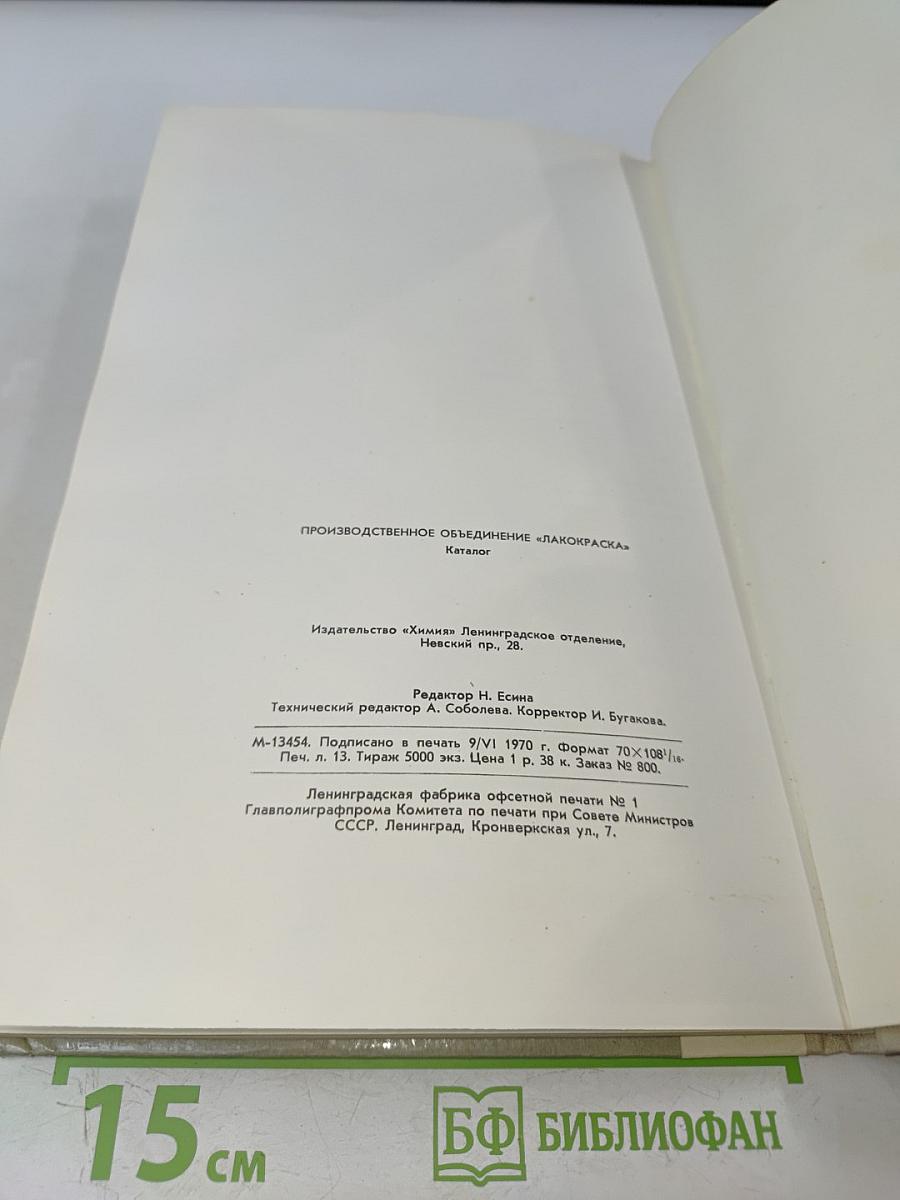 ПРОИЗВОДСТВЕННОЕ ОБЪЕДИНЕНИЕ «ЛАКОКРАСКА»
Каталог
Издательство «Химия» Ленинградское отделение,
Невский пр., 28.
Редактор Н. Есина
Технический редактор А. Соболева. Корректор И. Бугакова.
М-13454. Подписано в печать 9/VI 1970 г. Формат 70×108¹/₁₆.
Печ. л. 13. Тираж 5000 экз. Цена 1 р. 38 к. Заказ № 800.
Ленинградская фабрика офсетной печати № 1
Главполиграфпрома Комитета по печати при Совете Министров
СССР. Ленинград, Кронверкская ул., 7.
15 см
БФ БИБЛИОФАН